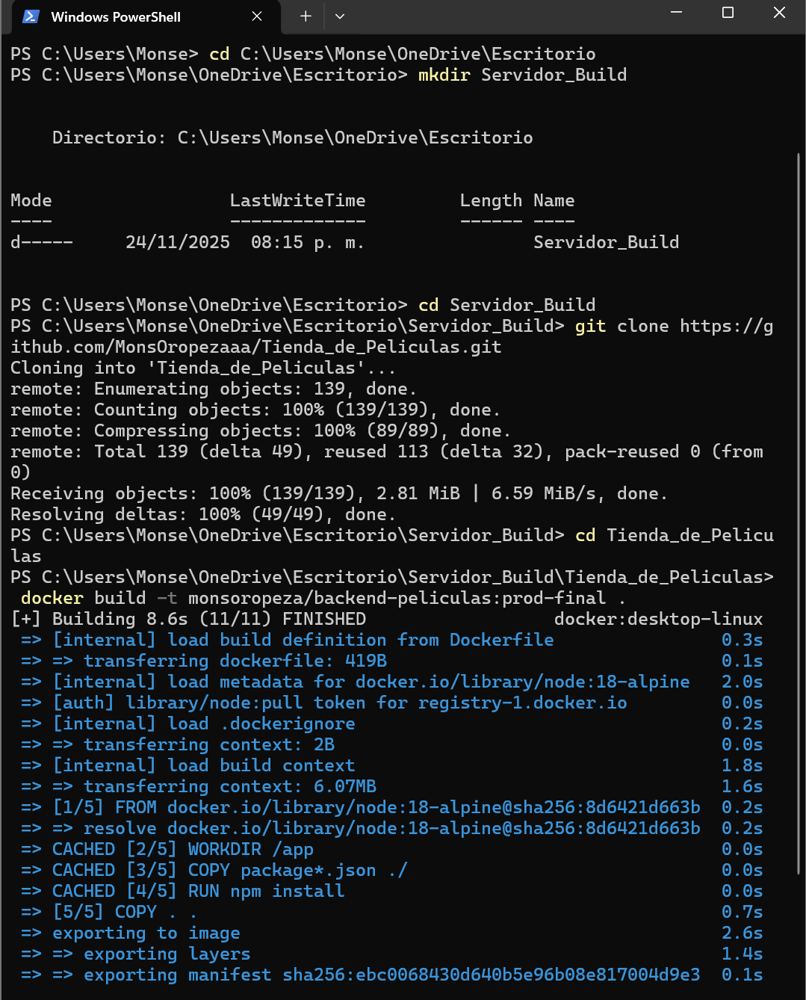 Windows PowerShell
PS C:\Users\Monse> cd C:\Users\Monse\OneDrive\Escritorio
PS C:\Users\Monse\OneDrive\Escritorio> mkdir Servidor_Build
Directorio: C:\Users\Monse\OneDrive\Escritorio
Mode LastWriteTime Length Name
---- ------------- ------ ----
d----- 24/11/2025 08:15 p. m. Servidor_Build
PS C:\Users\Monse\OneDrive\Escritorio> cd Servidor_Build
PS C:\Users\Monse\OneDrive\Escritorio\Servidor_Build> git clone https://g
ithub.com/MonsOropezaaa/Tienda_de_Peliculas.git
Cloning into 'Tienda_de_Peliculas'...
remote: Enumerating objects: 139, done.
remote: Counting objects: 100% (139/139), done.
remote: Compressing objects: 100% (89/89), done.
remote: Total 139 (delta 49), reused 113 (delta 32), pack-reused 0 (from
0)
Receiving objects: 100% (139/139), 2.81 MiB | 6.59 MiB/s, done.
Resolving deltas: 100% (49/49), done.
PS C:\Users\Monse\OneDrive\Escritorio\Servidor_Build> cd Tienda_de_Pelicu
las
PS C:\Users\Monse\OneDrive\Escritorio\Servidor_Build\Tienda_de_Peliculas>
docker build -t monsoropeza/backend-peliculas:prod-final .
[+] Building 8.6s (11/11) FINISHED docker:desktop-linux
=> [internal] load build definition from Dockerfile 0.3s
=> => transferring dockerfile: 419B 0.1s
=> [internal] load metadata for docker.io/library/node:18-alpine 2.0s
=> [auth] library/node:pull token for registry-1.docker.io 0.0s
=> [internal] load .dockerignore 0.2s
=> => transferring context: 2B 0.0s
=> [internal] load build context 1.8s
=> => transferring context: 6.07MB 1.6s
=> [1/5] FROM docker.io/library/node:18-alpine@sha256:8d6421d663b 0.2s
=> => resolve docker.io/library/node:18-alpine@sha256:8d6421d663b 0.2s
=> CACHED [2/5] WORKDIR /app 0.0s
=> CACHED [3/5] COPY package*.json ./ 0.0s
=> CACHED [4/5] RUN npm install 0.0s
=> [5/5] COPY . . 0.7s
=> exporting to image 2.6s
=> => exporting layers 1.4s
=> => exporting manifest sha256:ebc0068430d640b5e96b08e817004d9e3 0.1s